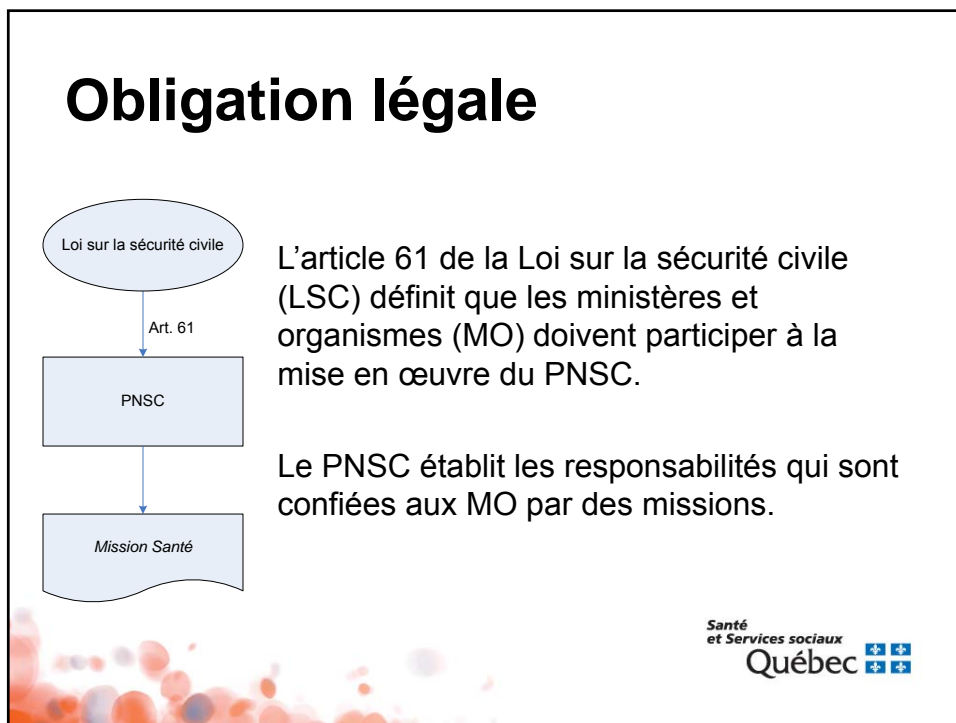 Obligation légale
Loi sur la sécurité civile
Art. 61
PNSC
Mission Santé
L’article 61 de la Loi sur la sécurité civile
(LSC) définit que les ministères et
organismes (MO) doivent participer à la
mise en œuvre du PNSC.
Le PNSC établit les responsabilités qui sont
confiées aux MO par des missions.
Santé
et Services sociaux
Québec